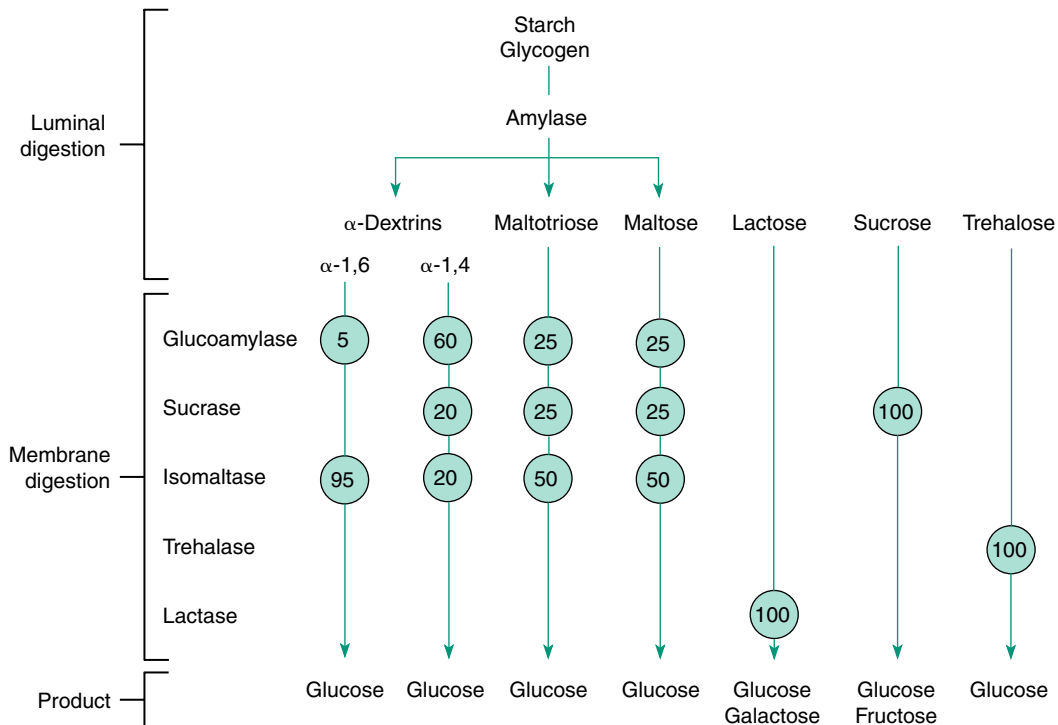 Starch
Glycogen
Amylase
Luminal
digestion
α-Dextrins Maltotriose Maltose Lactose Sucrose Trehalose
α-1,6 α-1,4
Glucoamylase 5 60 25 25
Sucrase 20 25 25 100
Membrane
digestion
Isomaltase 95 20 50 50
Trehalase 100
Lactase 100
Product
Glucose Glucose Glucose Glucose Glucose Glucose Glucose
Galactose Fructose